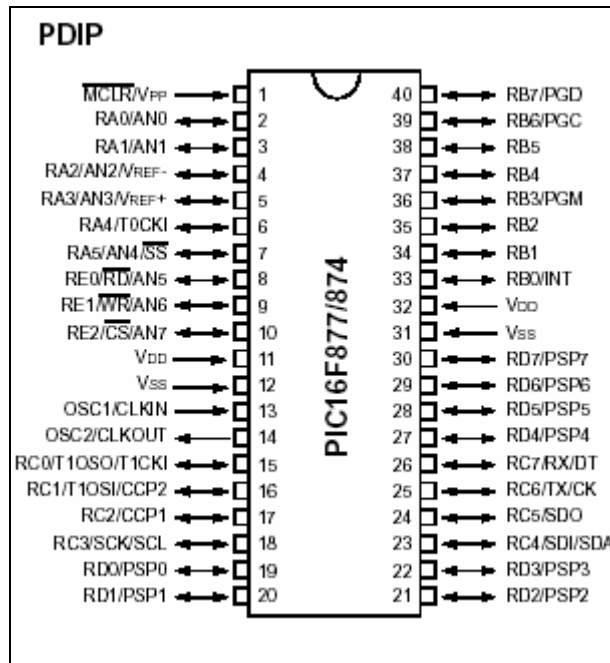 PDIP
MCLR/VPP 1 40 RB7/PGD
RA0/AN0 2 39 RB6/PGC
RA1/AN1 3 38 RB5
RA2/AN2/VREF- 4 37 RB4
RA3/AN3/VREF+ 5 36 RB3/PGM
RA4/T0CKI 6 35 RB2
RA5/AN4/SS 7 34 RB1
RE0/RD/AN5 8 33 RB0/INT
RE1/WR/AN6 9 32 VDD
RE2/CS/AN7 10 31 VSS
VDD 11 30 RD7/PSP7
VSS 12 29 RD6/PSP6
OSC1/CLKIN 13 28 RD5/PSP5
OSC2/CLKOUT 14 27 RD4/PSP4
RC0/T1OSO/T1CKI 15 26 RC7/RX/DT
RC1/T1OSI/CCP2 16 25 RC6/TX/CK
RC2/CCP1 17 24 RC5/SDO
RC3/SCK/SCL 18 23 RC4/SDI/SDA
RD0/PSP0 19 22 RD3/PSP3
RD1/PSP1 20 21 RD2/PSP2
PIC16F877/874